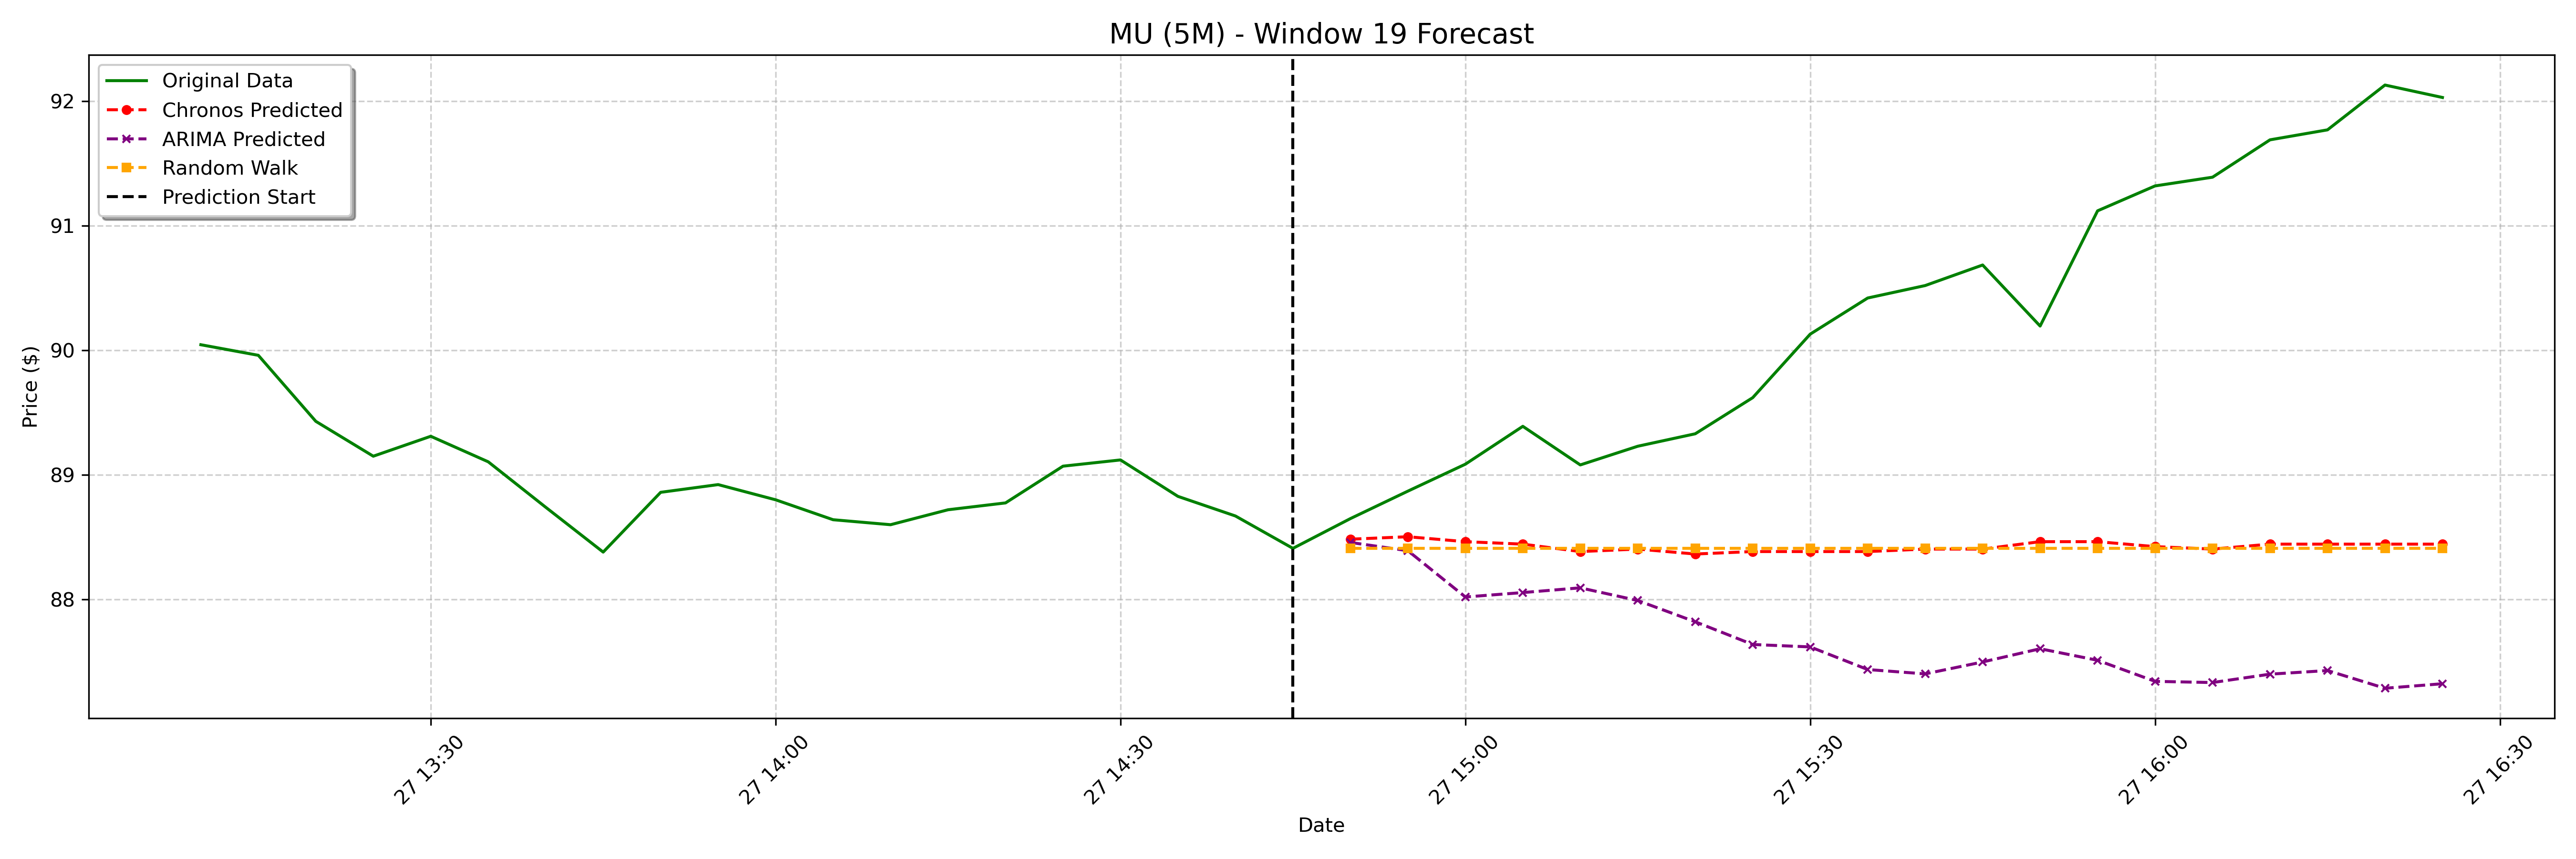 MU (5M) - Window 19 Forecast
Original Data
Chronos Predicted
ARIMA Predicted
Random Walk
Prediction Start
Price ($)
92
91
90
89
88
27 13:30
27 14:00
27 14:30
27 15:00
27 15:30
27 16:00
27 16:30
Date